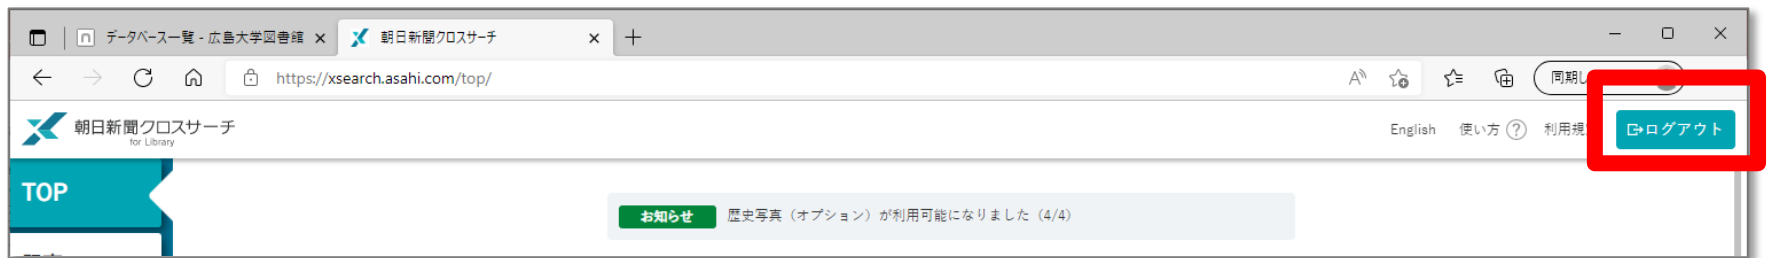 データベース一覧 - 広島大学図書館
朝日新聞クロスサーチ
https://xsearch.asahi.com/top/
同期し
朝日新聞クロスサーチ
for Library
English 使い方 ? 利用規 ログアウト
TOP
お知らせ 歴史写真（オプション）が利用可能になりました（4/4）